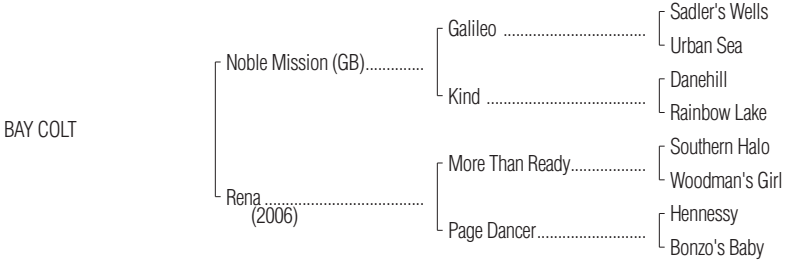 Sadler's Wells
Galileo ................................
Urban Sea
Noble Mission (GB).............
Danehill
Kind ....................................
Rainbow Lake
BAY COLT
Southern Halo
More Than Ready.................
Woodman's Girl
Rena ....................................
(2006)
Hennessy
Page Dancer.........................
Bonzo's Baby